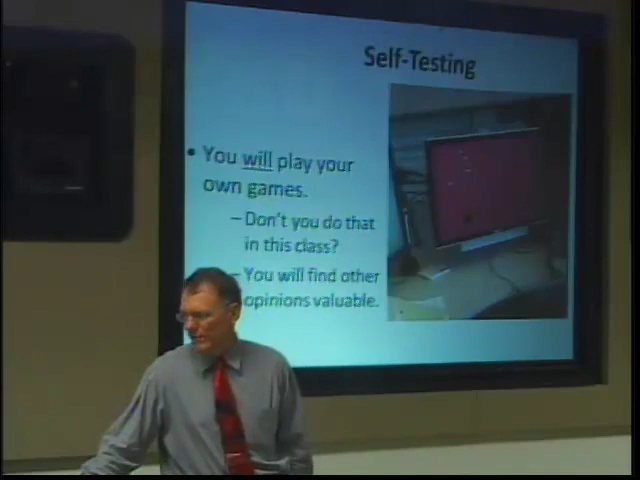 Self-Testing
• You will play your
own games.
– Don't you do that
in this class?
– You will find other
opinions valuable.